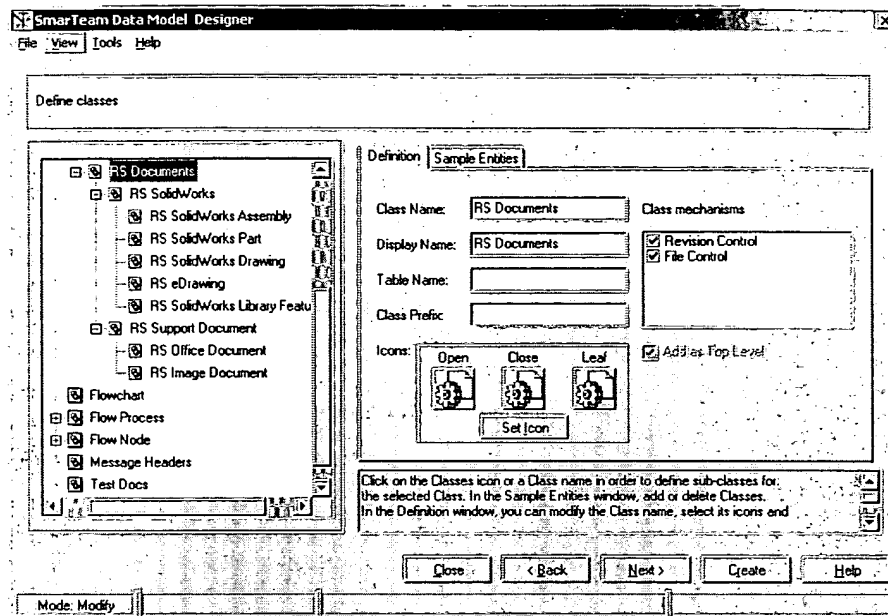 SmarTeam Data Model Designer
File View Tools Help
Define classes
RS Documents
RS SolidWorks
RS SolidWorks Assembly
RS SolidWorks Part
RS SolidWorks Drawing
RS eDrawing
RS SolidWorks Library Featu
RS Support Document
RS Office Document
RS Image Document
Flowchart
Flow Process
Flow Node
Message Headers
Test Docs
Definition Sample Entities
Class Name: RS Documents
Display Name: RS Documents
Table Name:
Class Prefix:
Class mechanisms
Revision Control
File Control
Icons:
Open Close Leaf
Set Icon
Add as Top Level
Click on the Classes icon or a Class name in order to define sub-classes for
the selected Class. In the Sample Entities window, add or delete Classes.
In the Definition window, you can modify the Class name, select its icons and
Close < Back Next > Create Help
Mode: Modify